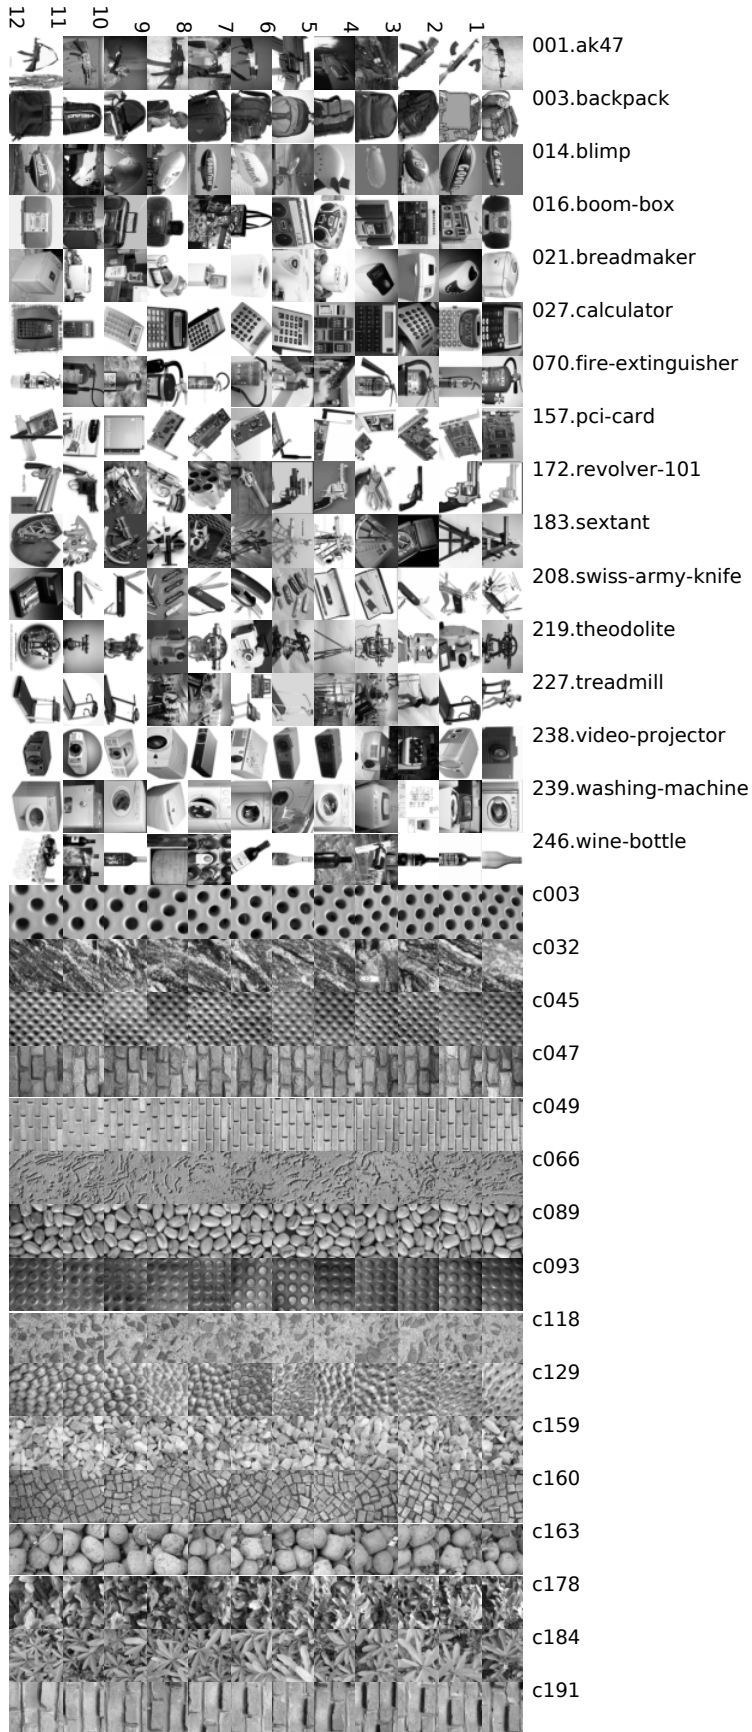 12 11 10 9 8 7 6 5 4 3 2 1
001.ak47
003.backpack
014.blimp
016.boom-box
021.breadmaker
027.calculator
070.fire-extinguisher
157.pci-card
172.revolver-101
183.sextant
208.swiss-army-knife
219.theodolite
227.treadmill
238.video-projector
239.washing-machine
246.wine-bottle
c003
c032
c045
c047
c049
c066
c089
c093
c118
c129
c159
c160
c163
c178
c184
c191